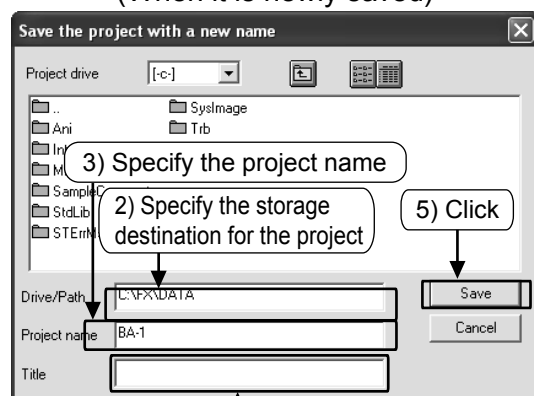 (When it is newly saved)
Save the project with a new name
Project drive [-c-]
.. SysImage
Ani Trb
3) Specify the project name
2) Specify the storage
destination for the project
5) Click
StdLib
Drive/Path C:\FX\DATA Save
Project name BA-1 Cancel
Title